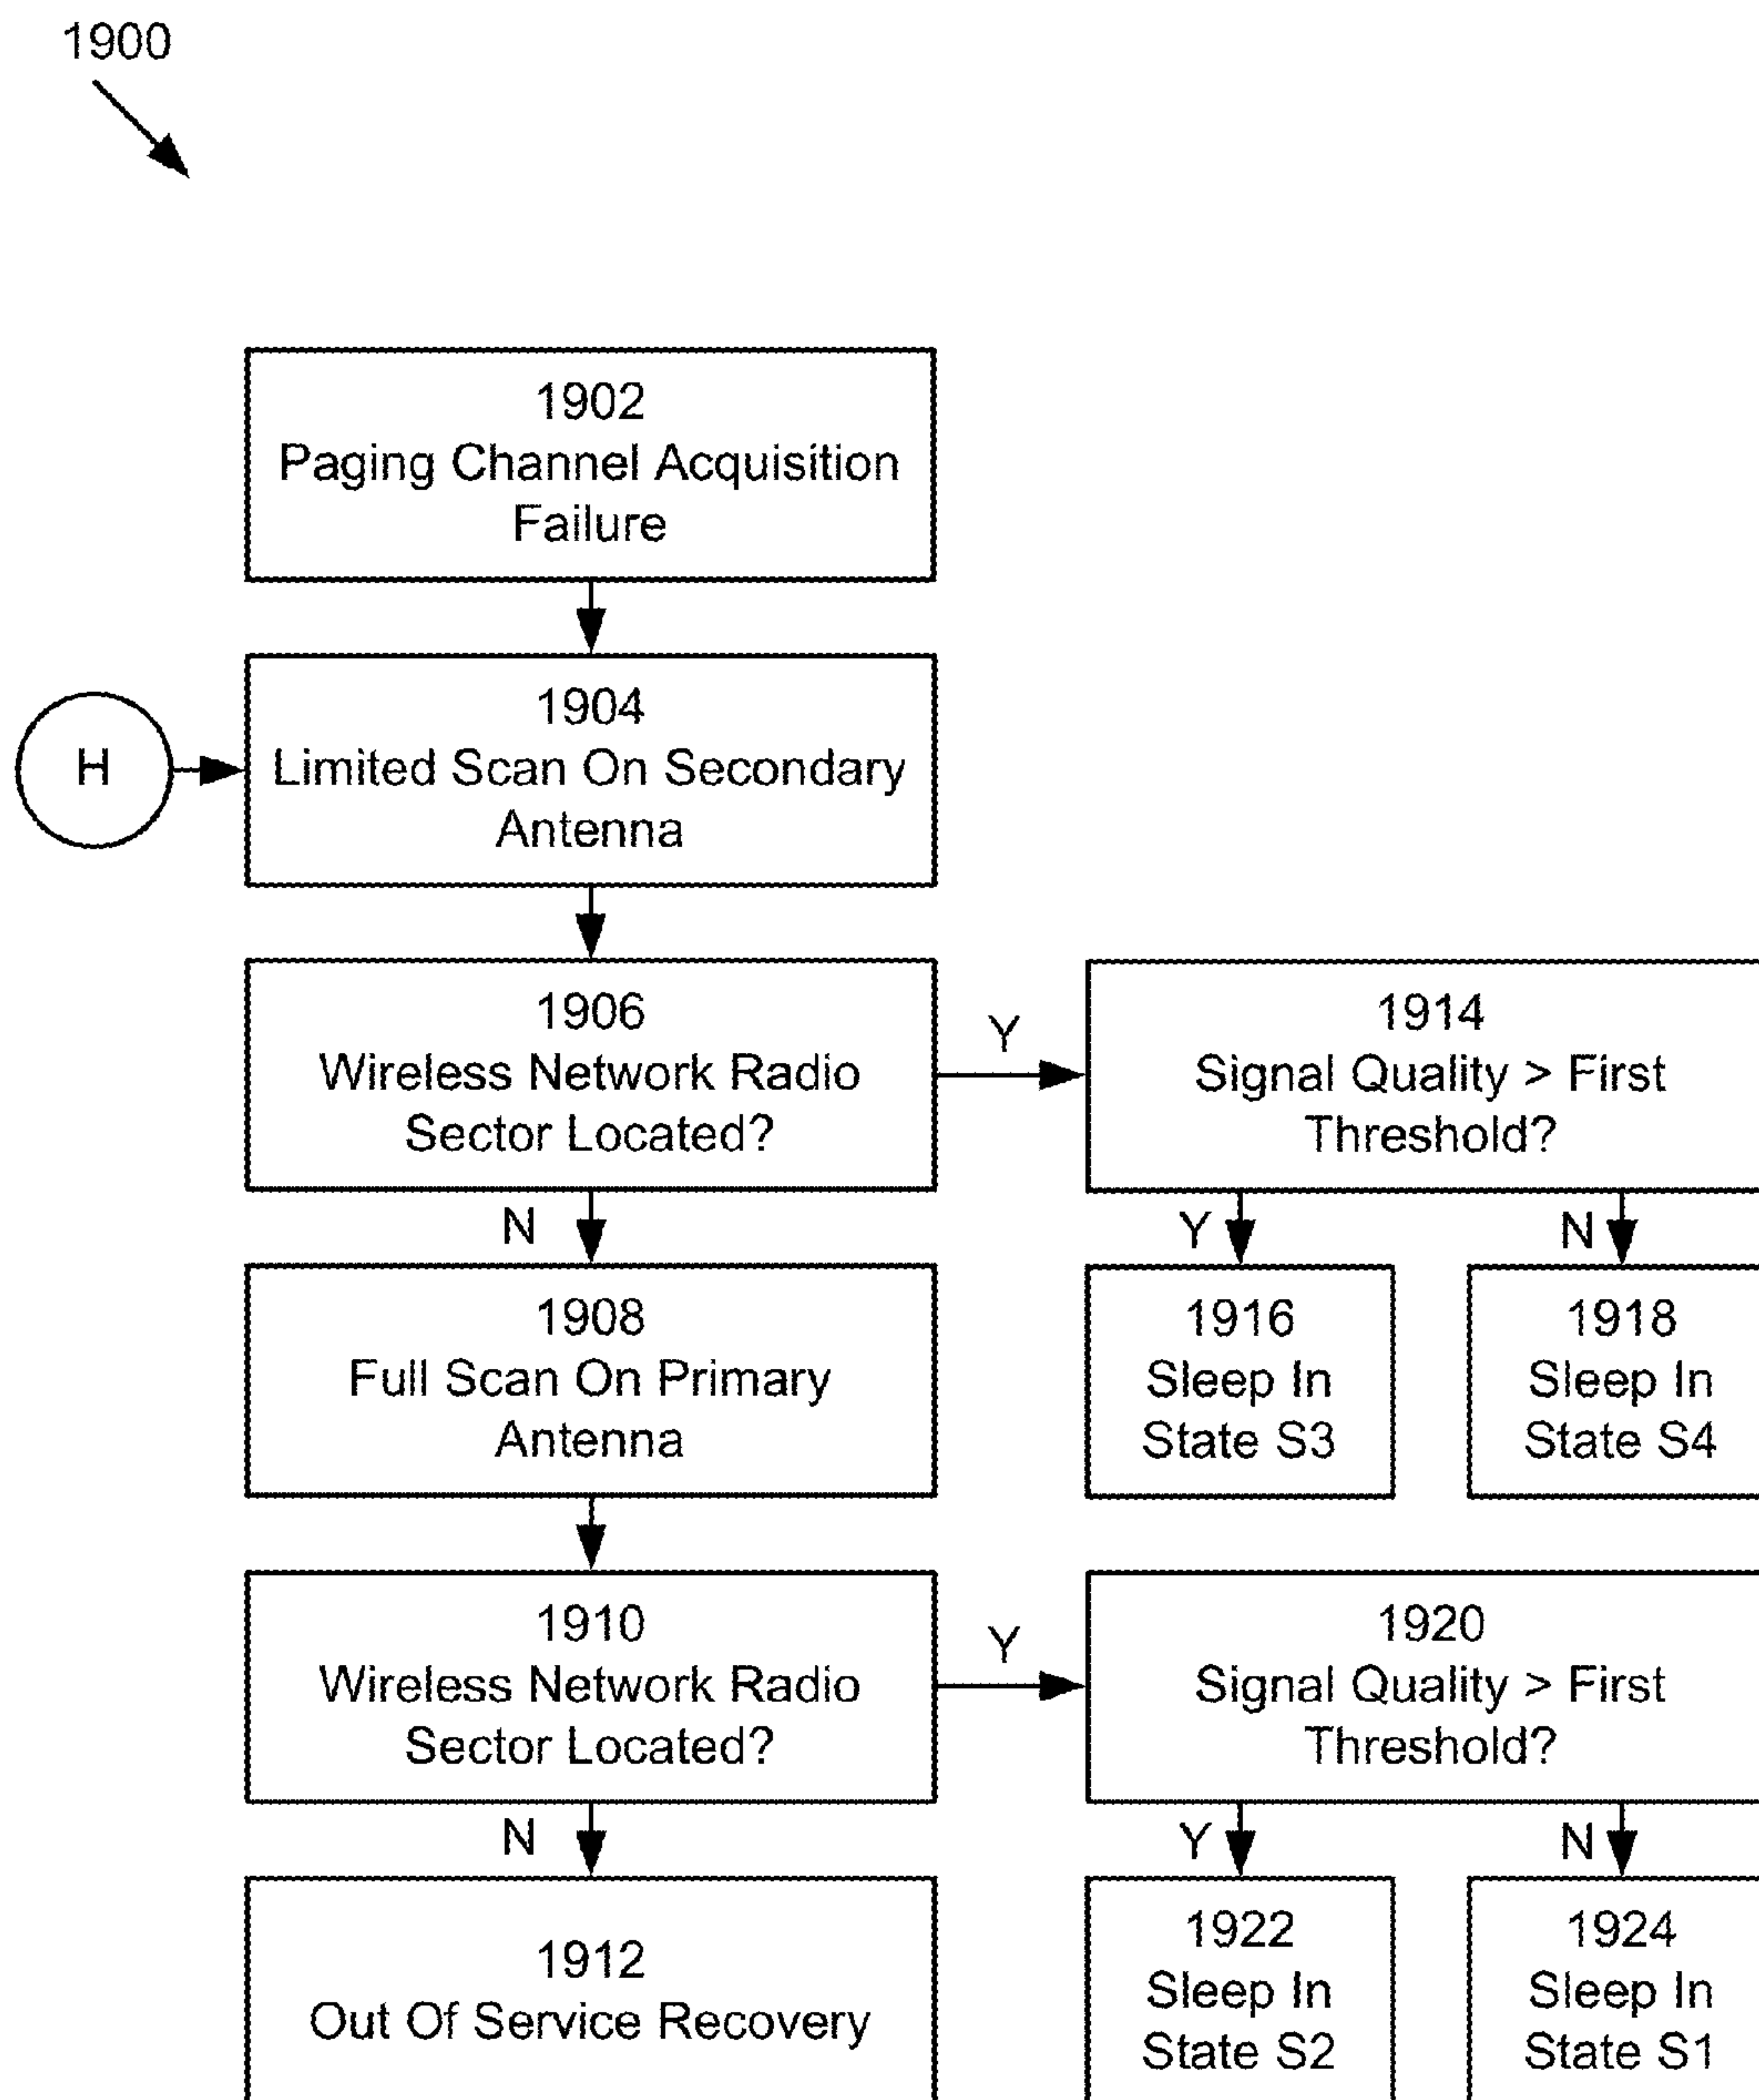 1900
1902
Paging Channel Acquisition
Failure
H
1904
Limited Scan On Secondary
Antenna
1906
Wireless Network Radio
Sector Located?
Y
1914
Signal Quality > First
Threshold?
N
Y
N
1908
Full Scan On Primary
Antenna
1916
Sleep In
State S3
1918
Sleep In
State S4
1910
Wireless Network Radio
Sector Located?
Y
1920
Signal Quality > First
Threshold?
N
Y
N
1912
Out Of Service Recovery
1922
Sleep In
State S2
1924
Sleep In
State S1